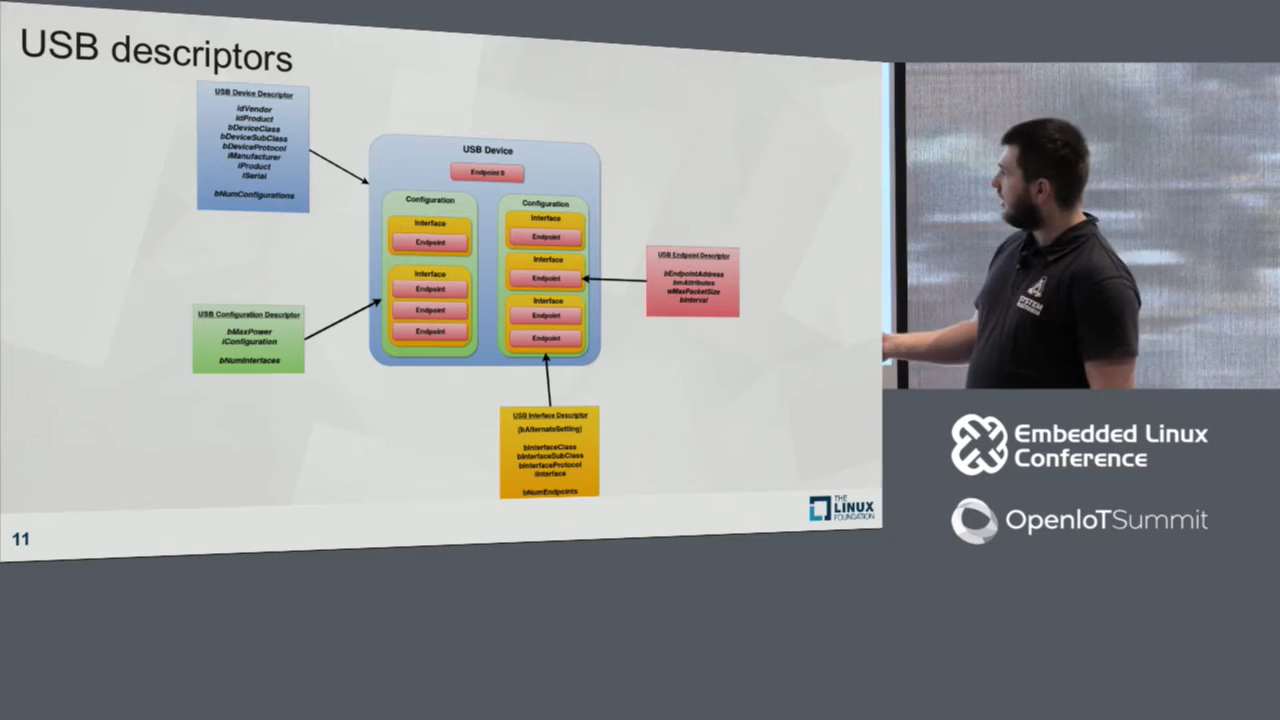 USB descriptors
USB Device Descriptor
idVendor
idProduct
bDeviceClass
bDeviceSubClass
bDeviceProtocol
iManufacturer
iProduct
iSerial
bNumConfigurations
USB Device
Endpoint 0
Configuration
Interface
Endpoint
Interface
Endpoint
Endpoint
Endpoint
Configuration
Interface
Endpoint
Interface
Endpoint
Interface
Endpoint
Endpoint
USB Endpoint Descriptor
bEndpointAddress
bmAttributes
wMaxPacketSize
bInterval
USB Configuration Descriptor
bMaxPower
iConfiguration
bNumInterfaces
USB Interface Descriptor
(bAlternateSetting)
bInterfaceClass
bInterfaceSubClass
bInterfaceProtocol
iInterface
bNumEndpoints
THE
LINUX
FOUNDATION
11
SYSTEM
Embedded Linux
Conference
OpenIoTSummit